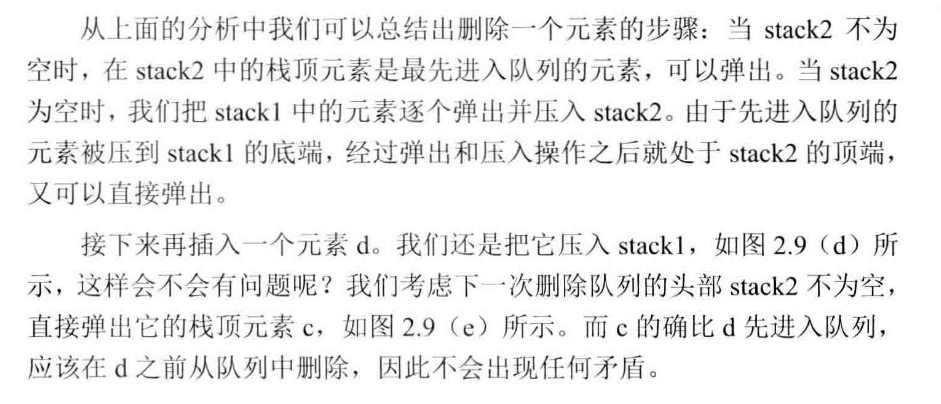 从上面的分析中我们可以总结出删除一个元素的步骤：当 stack2 不为
空时，在 stack2 中的栈顶元素是最先进入队列的元素，可以弹出。当 stack2
为空时，我们把 stack1 中的元素逐个弹出并压入 stack2。由于先进入队列的
元素被压到 stack1 的底端，经过弹出和压入操作之后就处于 stack2 的顶端，
又可以直接弹出。
接下来再插入一个元素 d。我们还是把它压入 stack1，如图 2.9（d）所
示，这样会不会有问题呢？我们考虑下一次删除队列的头部 stack2 不为空，
直接弹出它的栈顶元素 c，如图 2.9（e）所示。而 c 的确比 d 先进入队列，
应该在 d 之前从队列中删除，因此不会出现任何矛盾。